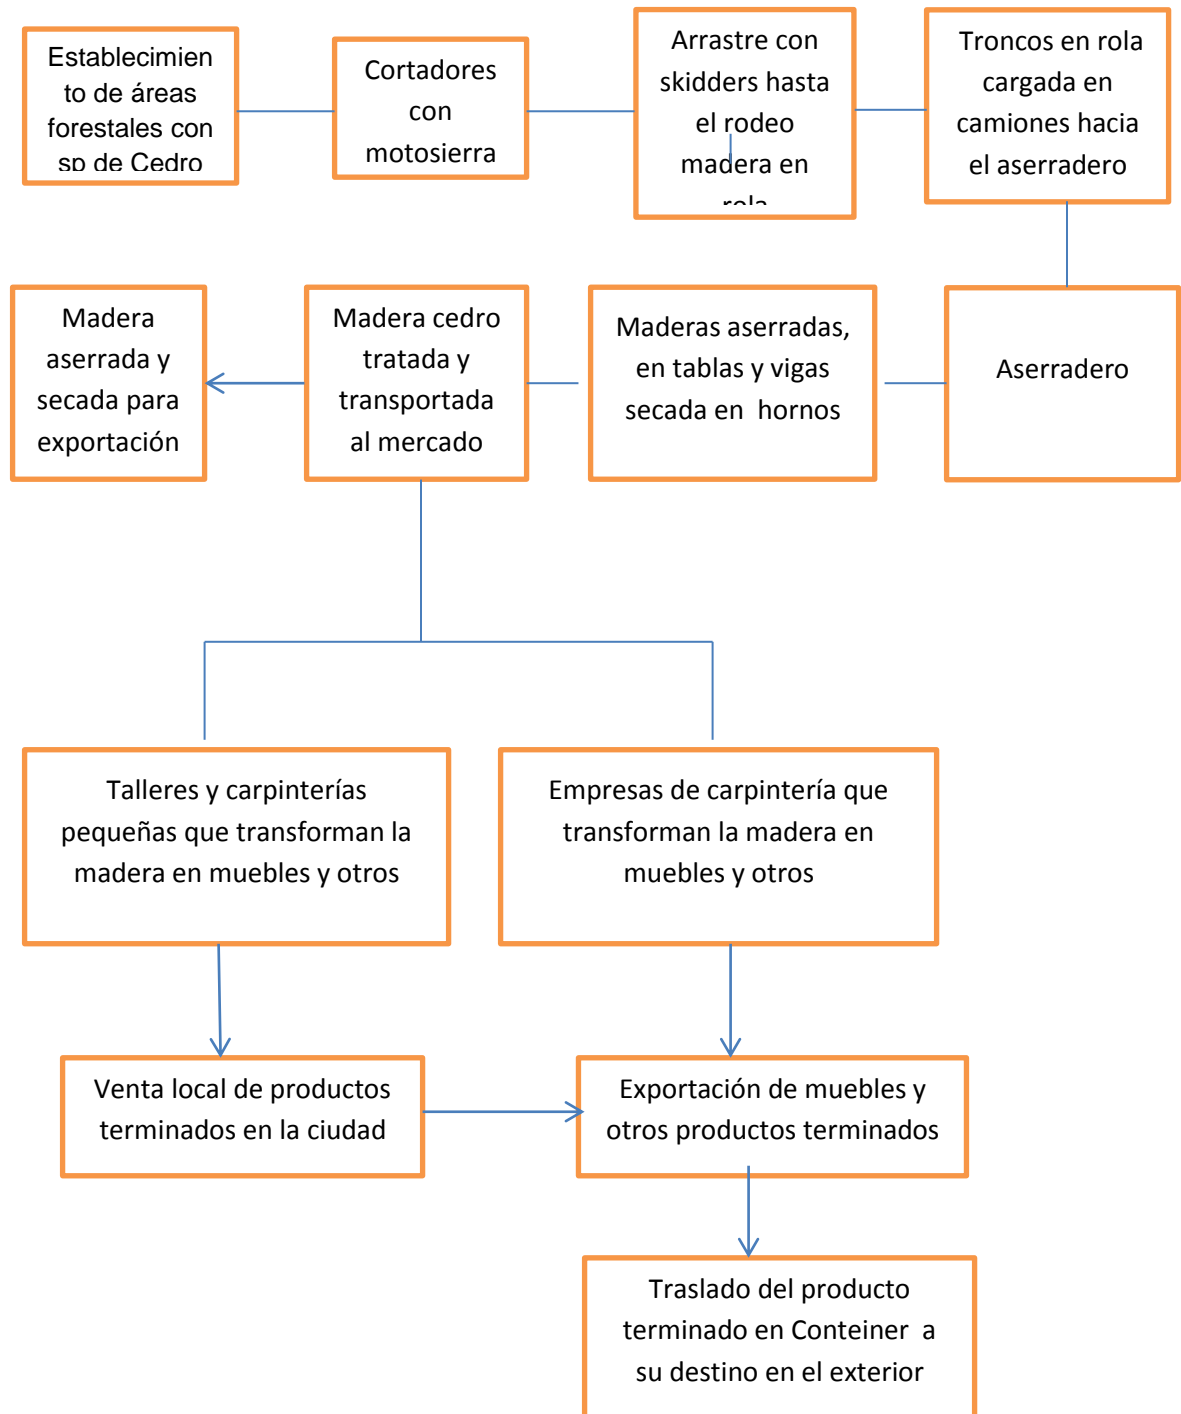 Establecimien
to de áreas
forestales con
sp de Cedro
Cortadores
con
motosierra
Arrastre con
skidders hasta
el rodeo
madera en
rola
Troncos en rola
cargada en
camiones hacia
el aserradero
Madera
aserrada y
secada para
exportación
Madera cedro
tratada y
transportada
al mercado
Maderas aserradas,
en tablas y vigas
secada en  hornos
Aserradero
Talleres y carpinterías
pequeñas que transforman la
madera en muebles y otros
Empresas de carpintería que
transforman la madera en
muebles y otros
Venta local de productos
terminados en la ciudad
Exportación de muebles y
otros productos terminados
Traslado del producto
terminado en Conteiner  a
su destino en el exterior